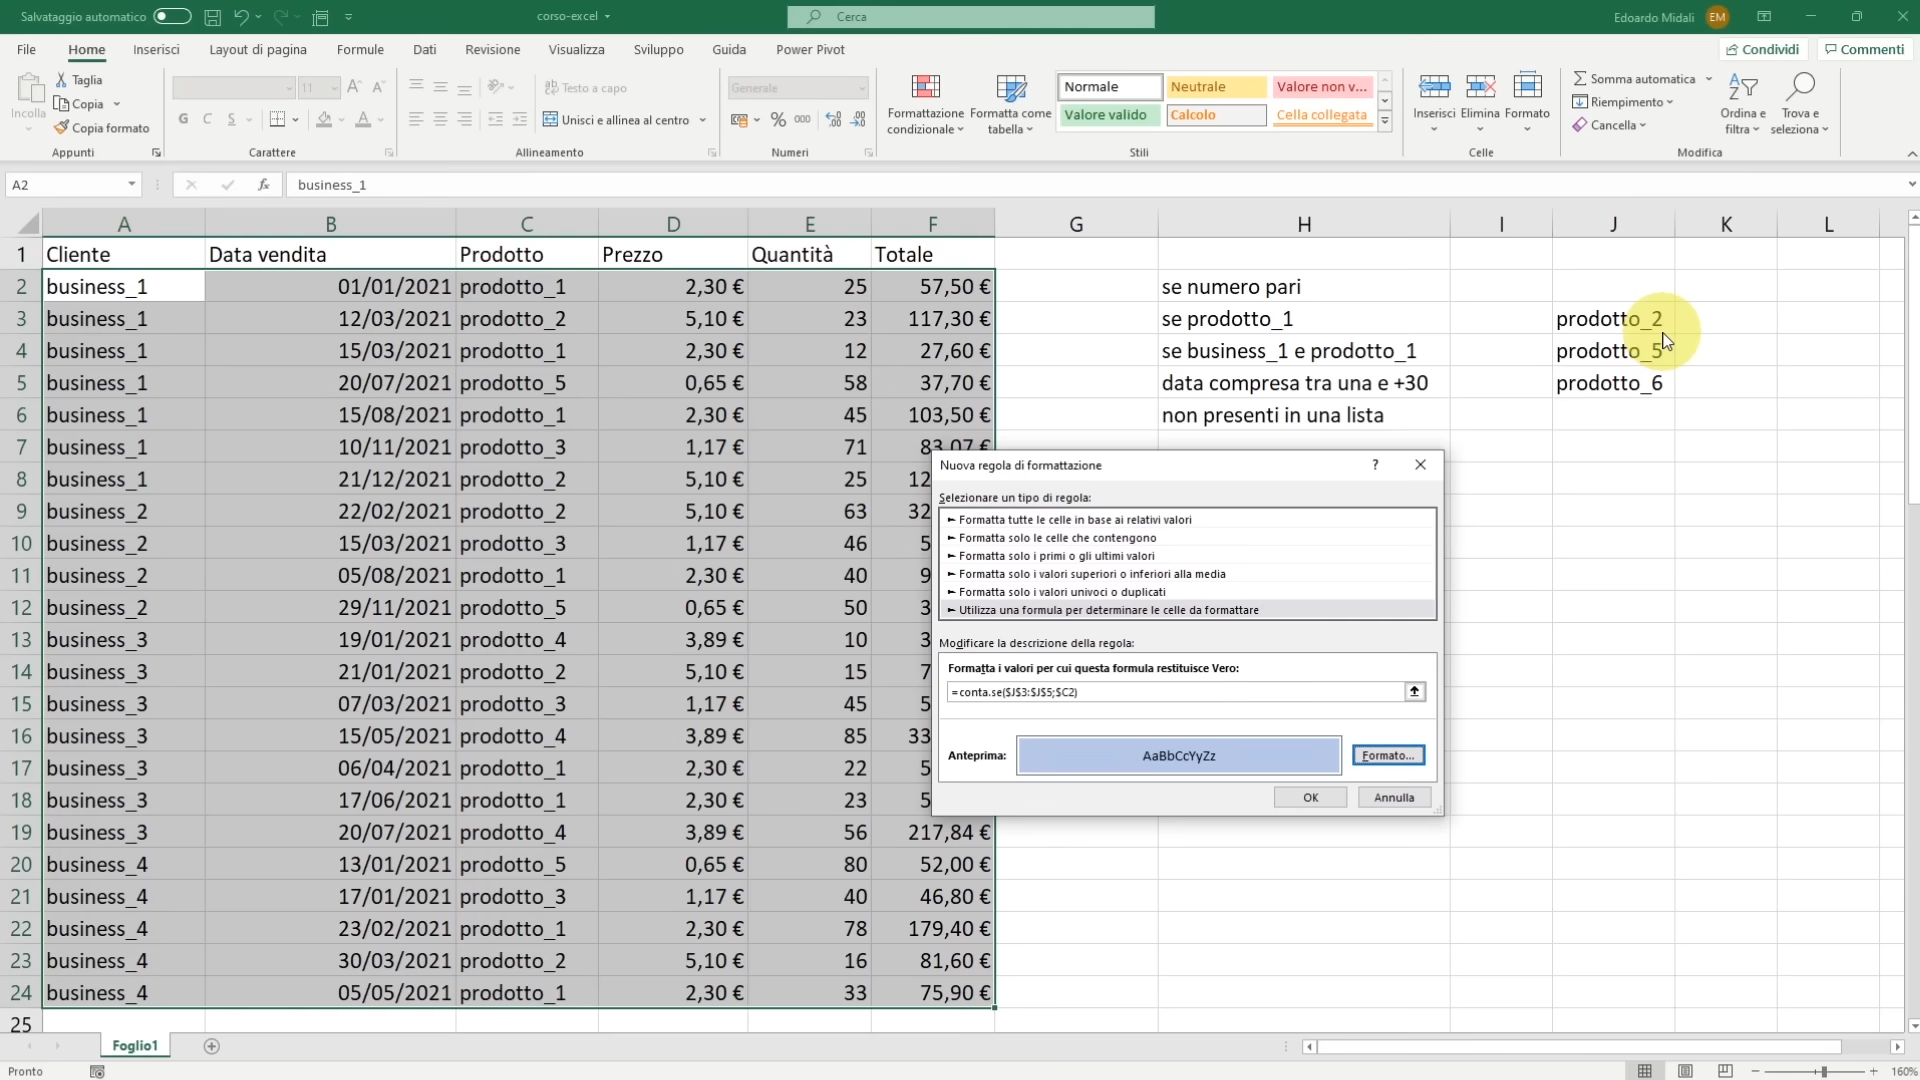 Salvataggio automatico
corso-excel
Cerca
Edoardo Midali
EM
File Home Inserisci Layout di pagina Formule Dati Revisione Visualizza Sviluppo Guida Power Pivot
Condividi
Commenti
Incolla
Taglia
Copia
Copia formato
Appunti
11
G C S
Carattere
Testo a capo
Unisci e allinea al centro
Allineamento
Generale
% 000
Numeri
Formattazione condizionale
Formatta come tabella
Normale Neutrale Valore non v...
Valore valido Calcolo Cella collegata
Stili
Inserisci Elimina Formato
Celle
Somma automatica
Riempimento
Cancella
Ordina e filtra
Trova e seleziona
Modifica
A2
fx
business_1
A B C D E F G H I J K L
1 Cliente Data vendita Prodotto Prezzo Quantità Totale
2 business_1 01/01/2021 prodotto_1 2,30 € 25 57,50 € se numero pari
3 business_1 12/03/2021 prodotto_2 5,10 € 23 117,30 € se prodotto_1 prodotto_2
4 business_1 15/03/2021 prodotto_1 2,30 € 12 27,60 € se business_1 e prodotto_1 prodotto_5
5 business_1 20/07/2021 prodotto_5 0,65 € 58 37,70 € data compresa tra una e +30 prodotto_6
6 business_1 15/08/2021 prodotto_1 2,30 € 45 103,50 € non presenti in una lista
7 business_1 10/11/2021 prodotto_3 1,17 € 71 83,07 €
8 business_1 21/12/2021 prodotto_2 5,10 € 25 12
9 business_2 22/02/2021 prodotto_2 5,10 € 63 32
10 business_2 15/03/2021 prodotto_3 1,17 € 46 5
11 business_2 05/08/2021 prodotto_1 2,30 € 40 9
12 business_2 29/11/2021 prodotto_5 0,65 € 50 3
13 business_3 19/01/2021 prodotto_4 3,89 € 10 3
14 business_3 21/01/2021 prodotto_2 5,10 € 15 7
15 business_3 07/03/2021 prodotto_3 1,17 € 45 5
16 business_3 15/05/2021 prodotto_4 3,89 € 85 33
17 business_3 06/04/2021 prodotto_1 2,30 € 22 5
18 business_3 17/06/2021 prodotto_1 2,30 € 23 5
19 business_3 20/07/2021 prodotto_4 3,89 € 56 217,84 €
20 business_4 13/01/2021 prodotto_5 0,65 € 80 52,00 €
21 business_4 17/01/2021 prodotto_3 1,17 € 40 46,80 €
22 business_4 23/02/2021 prodotto_1 2,30 € 78 179,40 €
23 business_4 30/03/2021 prodotto_2 5,10 € 16 81,60 €
24 business_4 05/05/2021 prodotto_1 2,30 € 33 75,90 €
25
Nuova regola di formattazione
?
Selezionare un tipo di regola:
► Formatta tutte le celle in base ai relativi valori
► Formatta solo le celle che contengono
► Formatta solo i primi o gli ultimi valori
► Formatta solo i valori superiori o inferiori alla media
► Formatta solo i valori univoci o duplicati
► Utilizza una formula per determinare le celle da formattare
Modificare la descrizione della regola:
Formatta i valori per cui questa formula restituisce Vero:
=conta.se($J$3:$J$5;$C2)
Anteprima:
AaBbCcYyZz
Formato...
OK
Annulla
Foglio1
Pronto
160%